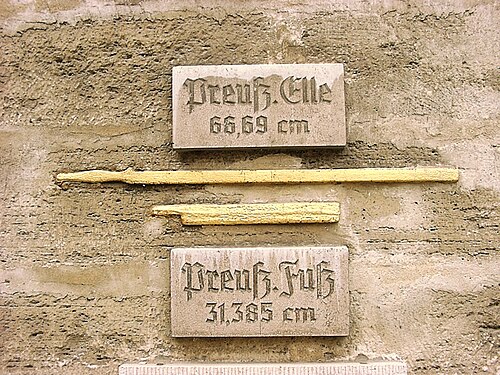 Preuß. Elle
66,69 cm
Preuß. Fuß
31,385 cm